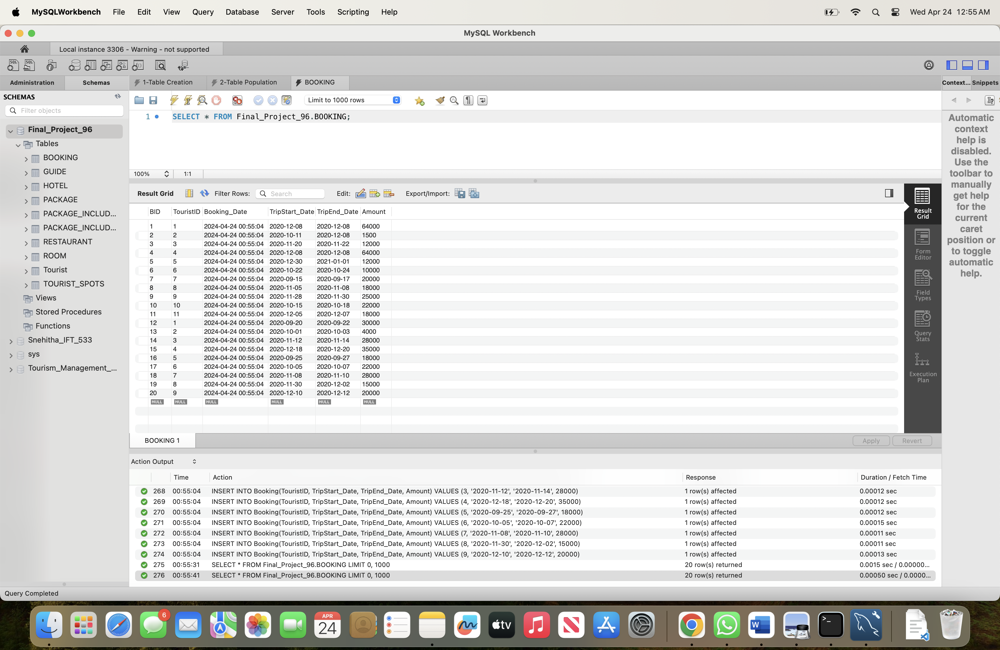 MySQLWorkbench File Edit View Query Database Server Tools Scripting Help Wed Apr 24 12:55 AM
MySQL Workbench
Local instance 3306 - Warning - not supported
Administration Schemas 1-Table Creation 2-Table Population BOOKING Context... Snippets
SCHEMAS
Filter objects
Limit to 1000 rows
1 SELECT * FROM Final_Project_96.BOOKING;
Final_Project_96
Tables
BOOKING
GUIDE
HOTEL
PACKAGE
PACKAGE_INCLUD...
PACKAGE_INCLUD...
RESTAURANT
ROOM
Tourist
TOURIST_SPOTS
Views
Stored Procedures
Functions
Snehitha_IFT_533
sys
Tourism_Management_...
100% 1:1
Result Grid Filter Rows: Search Edit: Export/Import:
BID TouristID Booking_Date TripStart_Date TripEnd_Date Amount
1 1 2024-04-24 00:55:04 2020-12-08 2020-12-08 64000
2 2 2024-04-24 00:55:04 2020-10-11 2020-12-08 1500
3 3 2024-04-24 00:55:04 2020-11-20 2020-11-22 12000
4 4 2024-04-24 00:55:04 2020-12-08 2020-12-08 64000
5 5 2024-04-24 00:55:04 2020-12-30 2021-01-01 12000
6 6 2024-04-24 00:55:04 2020-10-22 2020-10-24 10000
7 7 2024-04-24 00:55:04 2020-09-15 2020-09-17 20000
8 8 2024-04-24 00:55:04 2020-11-05 2020-11-08 18000
9 9 2024-04-24 00:55:04 2020-11-28 2020-11-30 25000
10 10 2024-04-24 00:55:04 2020-10-15 2020-10-18 22000
11 11 2024-04-24 00:55:04 2020-12-05 2020-12-07 18000
12 1 2024-04-24 00:55:04 2020-09-20 2020-09-22 30000
13 2 2024-04-24 00:55:04 2020-10-01 2020-10-03 4000
14 3 2024-04-24 00:55:04 2020-11-12 2020-11-14 28000
15 4 2024-04-24 00:55:04 2020-12-18 2020-12-20 35000
16 5 2024-04-24 00:55:04 2020-09-25 2020-09-27 18000
17 6 2024-04-24 00:55:04 2020-10-05 2020-10-07 22000
18 7 2024-04-24 00:55:04 2020-11-08 2020-11-10 28000
19 8 2024-04-24 00:55:04 2020-11-30 2020-12-02 15000
20 9 2024-04-24 00:55:04 2020-12-10 2020-12-12 20000
NULL NULL NULL NULL NULL NULL
Result
Grid
Form
Editor
Field
Types
Query
Stats
Execution
Plan
Automatic
context
help is
disabled.
Use the
toolbar to
manually
get help
for the
current
caret
position or
to toggle
automatic
help.
BOOKING 1 Apply Revert
Action Output
Time Action Response Duration / Fetch Time
268 00:55:04 INSERT INTO Booking(TouristID, TripStart_Date, TripEnd_Date, Amount) VALUES (3, '2020-11-12', '2020-11-14', 28000) 1 row(s) affected 0.00012 sec
269 00:55:04 INSERT INTO Booking(TouristID, TripStart_Date, TripEnd_Date, Amount) VALUES (4, '2020-12-18', '2020-12-20', 35000) 1 row(s) affected 0.00012 sec
270 00:55:04 INSERT INTO Booking(TouristID, TripStart_Date, TripEnd_Date, Amount) VALUES (5, '2020-09-25', '2020-09-27', 18000) 1 row(s) affected 0.00012 sec
271 00:55:04 INSERT INTO Booking(TouristID, TripStart_Date, TripEnd_Date, Amount) VALUES (6, '2020-10-05', '2020-10-07', 22000) 1 row(s) affected 0.00015 sec
272 00:55:04 INSERT INTO Booking(TouristID, TripStart_Date, TripEnd_Date, Amount) VALUES (7, '2020-11-08', '2020-11-10', 28000) 1 row(s) affected 0.00011 sec
273 00:55:04 INSERT INTO Booking(TouristID, TripStart_Date, TripEnd_Date, Amount) VALUES (8, '2020-11-30', '2020-12-02', 15000) 1 row(s) affected 0.00011 sec
274 00:55:04 INSERT INTO Booking(TouristID, TripStart_Date, TripEnd_Date, Amount) VALUES (9, '2020-12-10', '2020-12-12', 20000) 1 row(s) affected 0.00013 sec
275 00:55:31 SELECT * FROM Final_Project_96.BOOKING LIMIT 0, 1000 20 row(s) returned 0.0015 sec / 0.00000...
276 00:55:41 SELECT * FROM Final_Project_96.BOOKING LIMIT 0, 1000 20 row(s) returned 0.00050 sec / 0.0000...
Query Completed
6
APR
24
tv
W